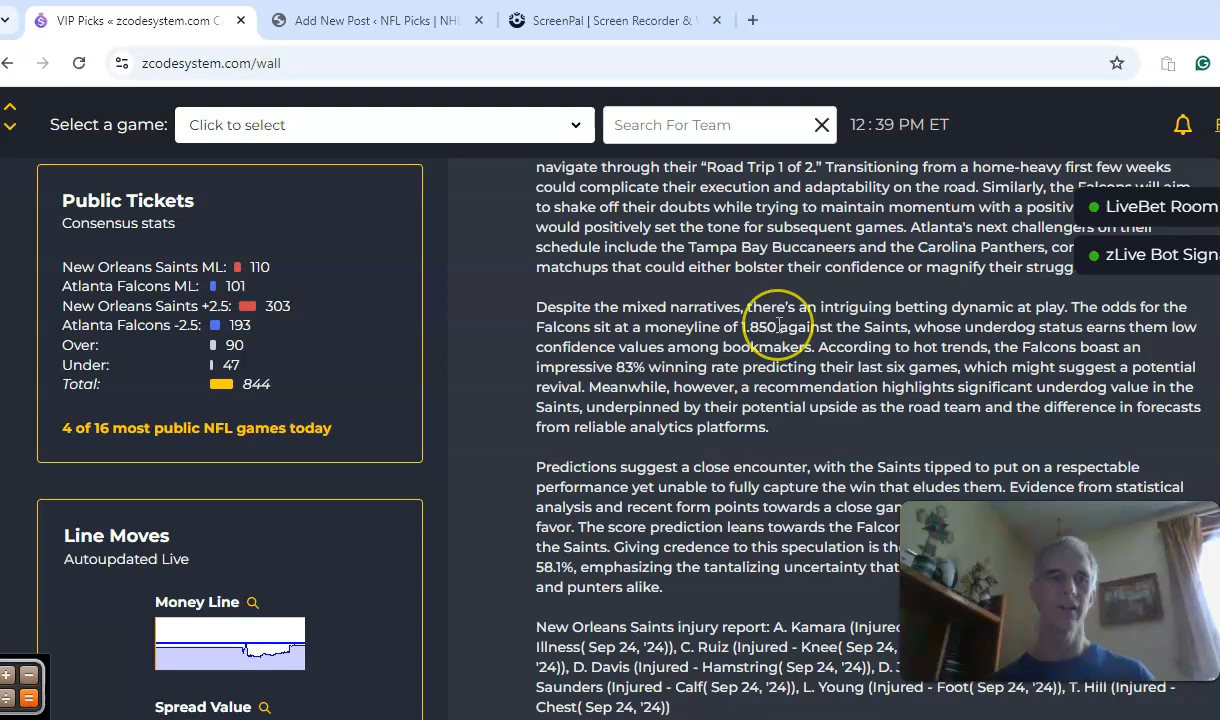 VIP Picks « zcodesystem.com C
Add New Post ‹ NFL Picks | NHL
ScreenPal | Screen Recorder &
zcodesystem.com/wall
Select a game:
Click to select
Search For Team
12 : 39 PM ET
Public Tickets
Consensus stats
New Orleans Saints ML: 110
Atlanta Falcons ML: 101
New Orleans Saints +2.5: 303
Atlanta Falcons -2.5: 193
Over: 90
Under: 47
Total: 844
4 of 16 most public NFL games today
Line Moves
Autoupdated Live
Money Line
Spread Value
navigate through their “Road Trip 1 of 2.” Transitioning from a home-heavy first few weeks
could complicate their execution and adaptability on the road. Similarly, the Falcons will aim
to shake off their doubts while trying to maintain momentum with a positiv
would positively set the tone for subsequent games. Atlanta's next challengers on their
schedule include the Tampa Bay Buccaneers and the Carolina Panthers, con
matchups that could either bolster their confidence or magnify their strugg
LiveBet Room
zLive Bot Signa
Despite the mixed narratives, there’s an intriguing betting dynamic at play. The odds for the
Falcons sit at a moneyline of 1.850 against the Saints, whose underdog status earns them low
confidence values among bookmakers. According to hot trends, the Falcons boast an
impressive 83% winning rate predicting their last six games, which might suggest a potential
revival. Meanwhile, however, a recommendation highlights significant underdog value in the
Saints, underpinned by their potential upside as the road team and the difference in forecasts
from reliable analytics platforms.
Predictions suggest a close encounter, with the Saints tipped to put on a respectable
performance yet unable to fully capture the win that eludes them. Evidence from statistical
analysis and recent form points towards a close gam
favor. The score prediction leans towards the Falcon
the Saints. Giving credence to this speculation is the
58.1%, emphasizing the tantalizing uncertainty that
and punters alike.
New Orleans Saints injury report: A. Kamara (Injured
Illness( Sep 24, '24)), C. Ruiz (Injured - Knee( Sep 24,
'24)), D. Davis (Injured - Hamstring( Sep 24, '24)), D. J
Saunders (Injured - Calf( Sep 24, '24)), L. Young (Injured - Foot( Sep 24, '24)), T. Hill (Injured -
Chest( Sep 24, '24))